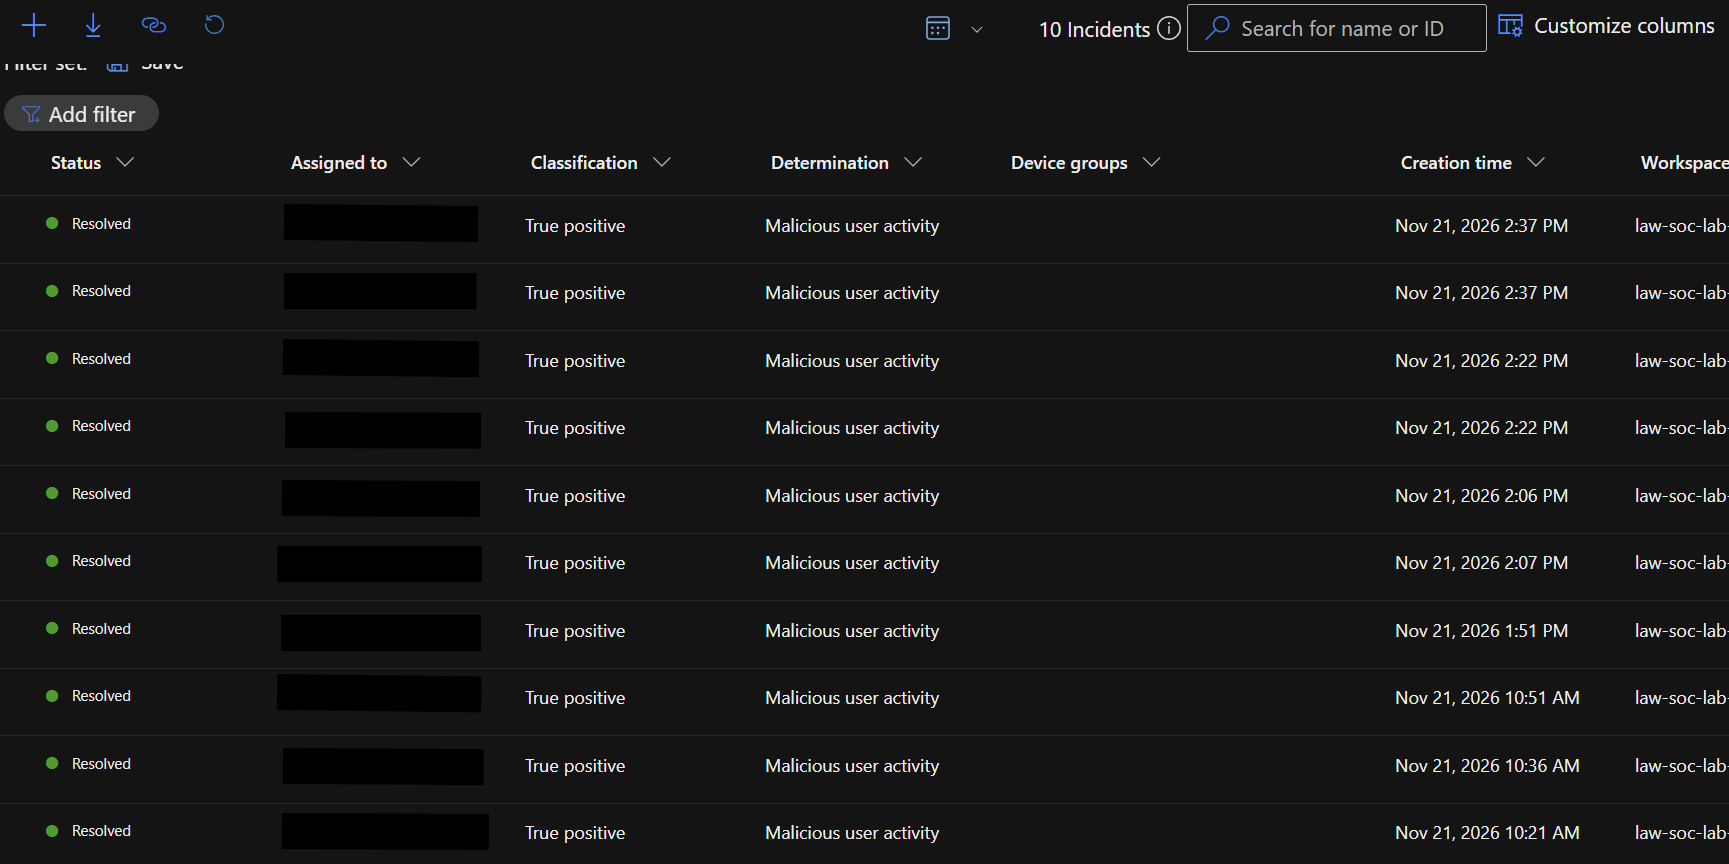 10 Incidents Search for name or ID Customize columns
Filter set: Save
Add filter
Status Assigned to Classification Determination Device groups Creation time Workspace
Resolved True positive Malicious user activity Nov 21, 2026 2:37 PM law-soc-lab-
Resolved True positive Malicious user activity Nov 21, 2026 2:37 PM law-soc-lab-
Resolved True positive Malicious user activity Nov 21, 2026 2:22 PM law-soc-lab-
Resolved True positive Malicious user activity Nov 21, 2026 2:22 PM law-soc-lab-
Resolved True positive Malicious user activity Nov 21, 2026 2:06 PM law-soc-lab-
Resolved True positive Malicious user activity Nov 21, 2026 2:07 PM law-soc-lab-
Resolved True positive Malicious user activity Nov 21, 2026 1:51 PM law-soc-lab-
Resolved True positive Malicious user activity Nov 21, 2026 10:51 AM law-soc-lab-
Resolved True positive Malicious user activity Nov 21, 2026 10:36 AM law-soc-lab-
Resolved True positive Malicious user activity Nov 21, 2026 10:21 AM law-soc-lab-